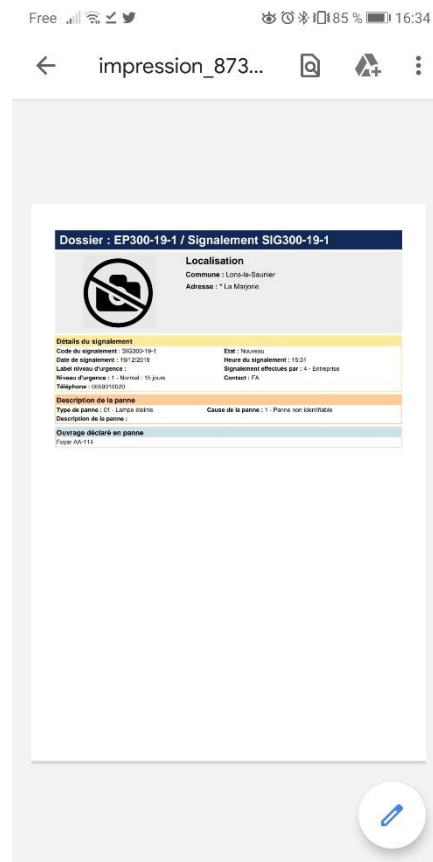 Free 85 % 16:34
impression_873...
Dossier : EP300-19-1 / Signalement SIG300-19-1
Localisation
Commune : Lons-le-Saunier
Adresse : * La Marjorie
Détails du signalement
Code du signalement : SIG300-19-1 Etat : Nouveau
Date de signalement : 19/12/2018 Heure du signalement : 15:31
Label niveau d'urgence : Signalement effectués par : 4 - Entreprise
Niveau d'urgence : 1 - Normal : 15 jours Contact : FA
Téléphone : 0659010020
Description de la panne
Type de panne : 01 - Lampe éteinte Cause de la panne : 1 - Panne non identifiable
Description de la panne :
Ouvrage déclaré en panne
Foyer AA-114